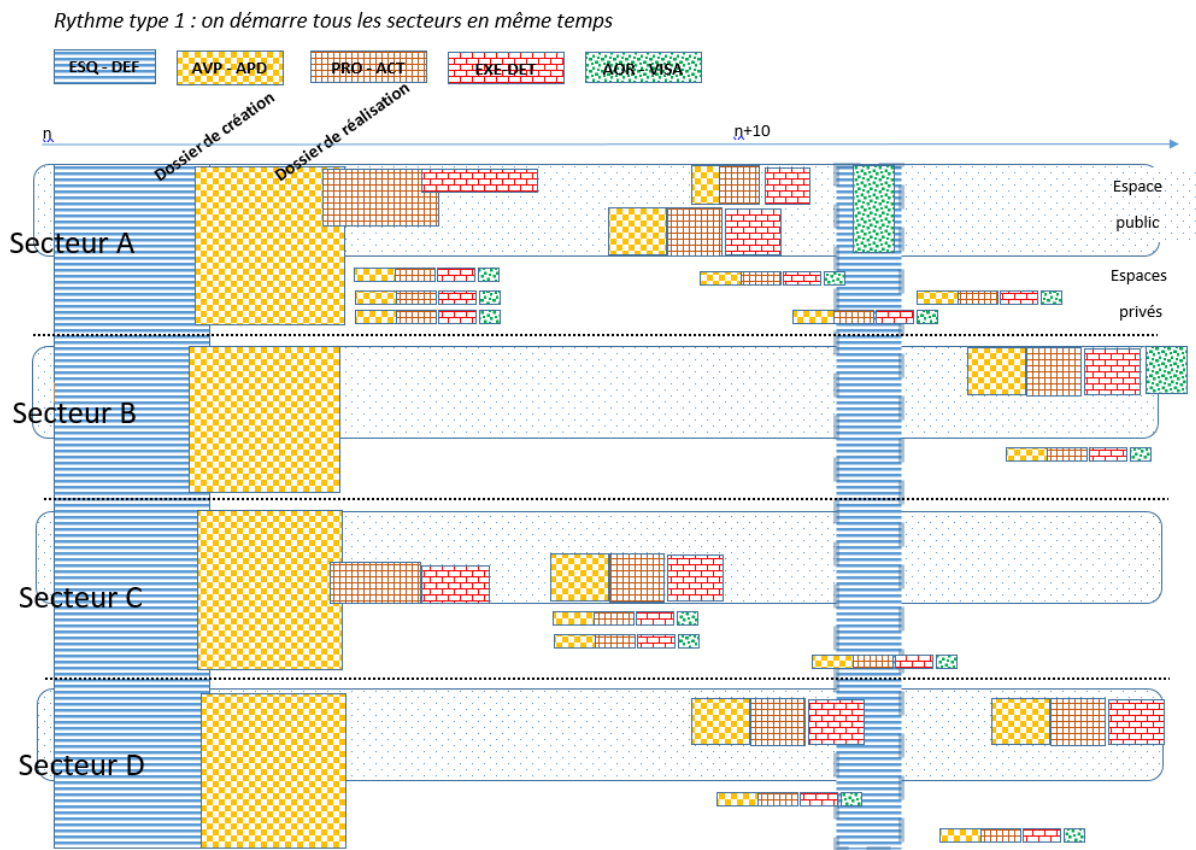 Rythme type 1 : on démarre tous les secteurs en même temps
ESQ - DEF
AVP - APD
PRO - ACT
EXE-DET
AOR - VISA
Dossier de création
Dossier de réalisation
n
n+10
Secteur A
Espace
public
Espaces
privés
Secteur B
Secteur C
Secteur D